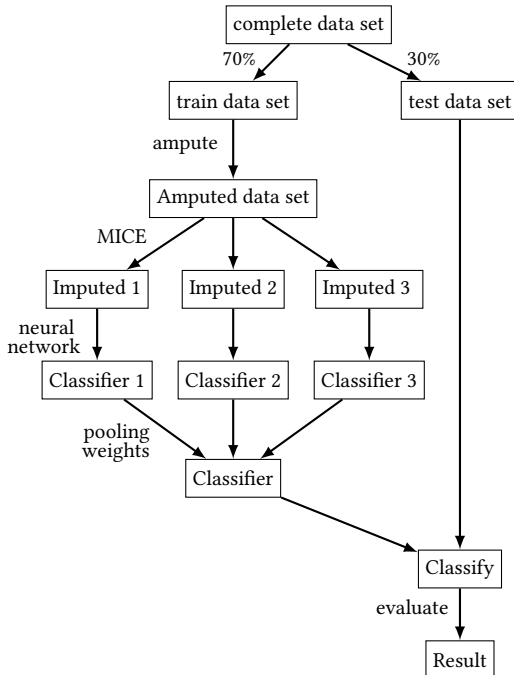 complete data set
70%
30%
train data set
test data set
ampute
Amputed data set
MICE
Imputed 1
Imputed 2
Imputed 3
neural
network
Classifier 1
Classifier 2
Classifier 3
pooling
weights
Classifier
Classify
evaluate
Result